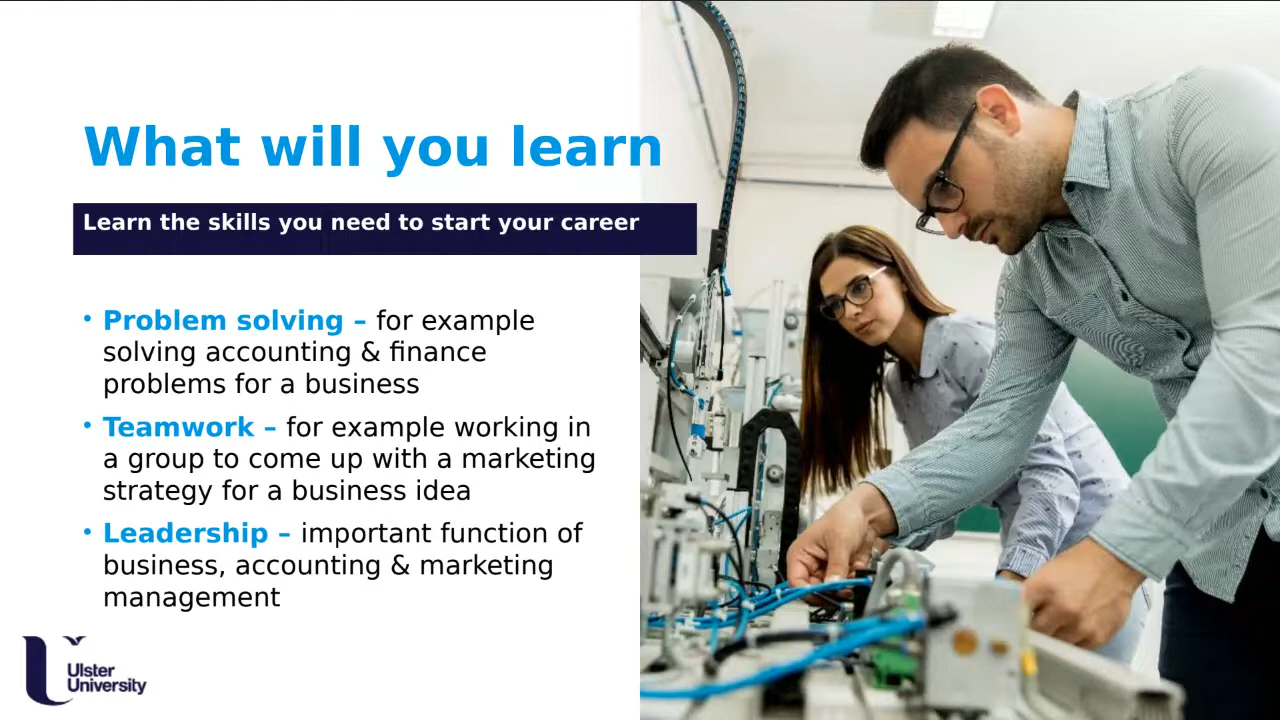 What will you learn
Learn the skills you need to start your career
• Problem solving – for example
solving accounting & finance
problems for a business
• Teamwork – for example working in
a group to come up with a marketing
strategy for a business idea
• Leadership – important function of
business, accounting & marketing
management
Ulster
University